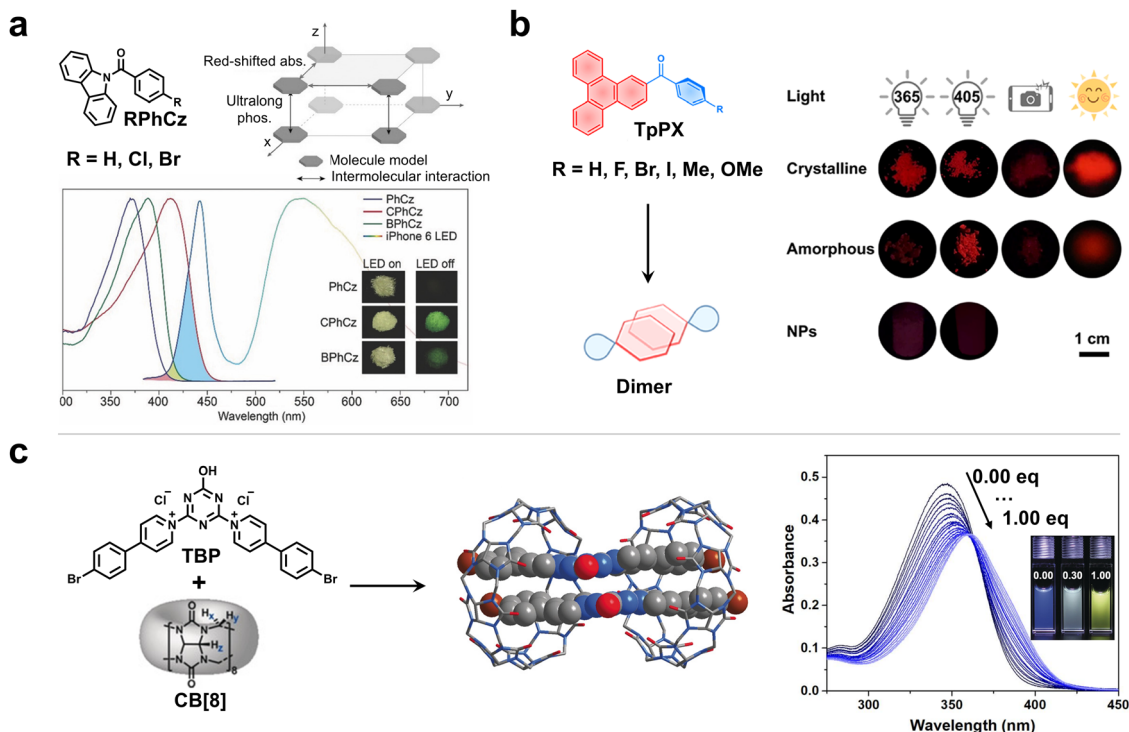 a
O
N
R
RPhCz
R = H, Cl, Br
z
Red-shifted abs.
Ultralong
phos.
y
x
Molecule model
Intermolecular interaction
PhCz
CPhCz
BPhCz
iPhone 6 LED
LED on LED off
PhCz
CPhCz
BPhCz
00 350 400 450 500 550 600 650 700
Wavelength (nm)
b
O
R
TpPX
R = H, F, Br, I, Me, OMe
Dimer
Light
365 405
Crystalline
Amorphous
NPs
1 cm
c
OH
Cl⁻ Cl⁻
N N
N⁺ N N⁺
Br Br
TBP
+
O Hx Hy
N N
Hz
N N
O 8
CB[8]
Absorbance
0.5
0.4
0.3
0.2
0.1
0.0
0.00 eq
...
1.00 eq
0.00 0.30 1.00
300 350 400 450
Wavelength (nm)